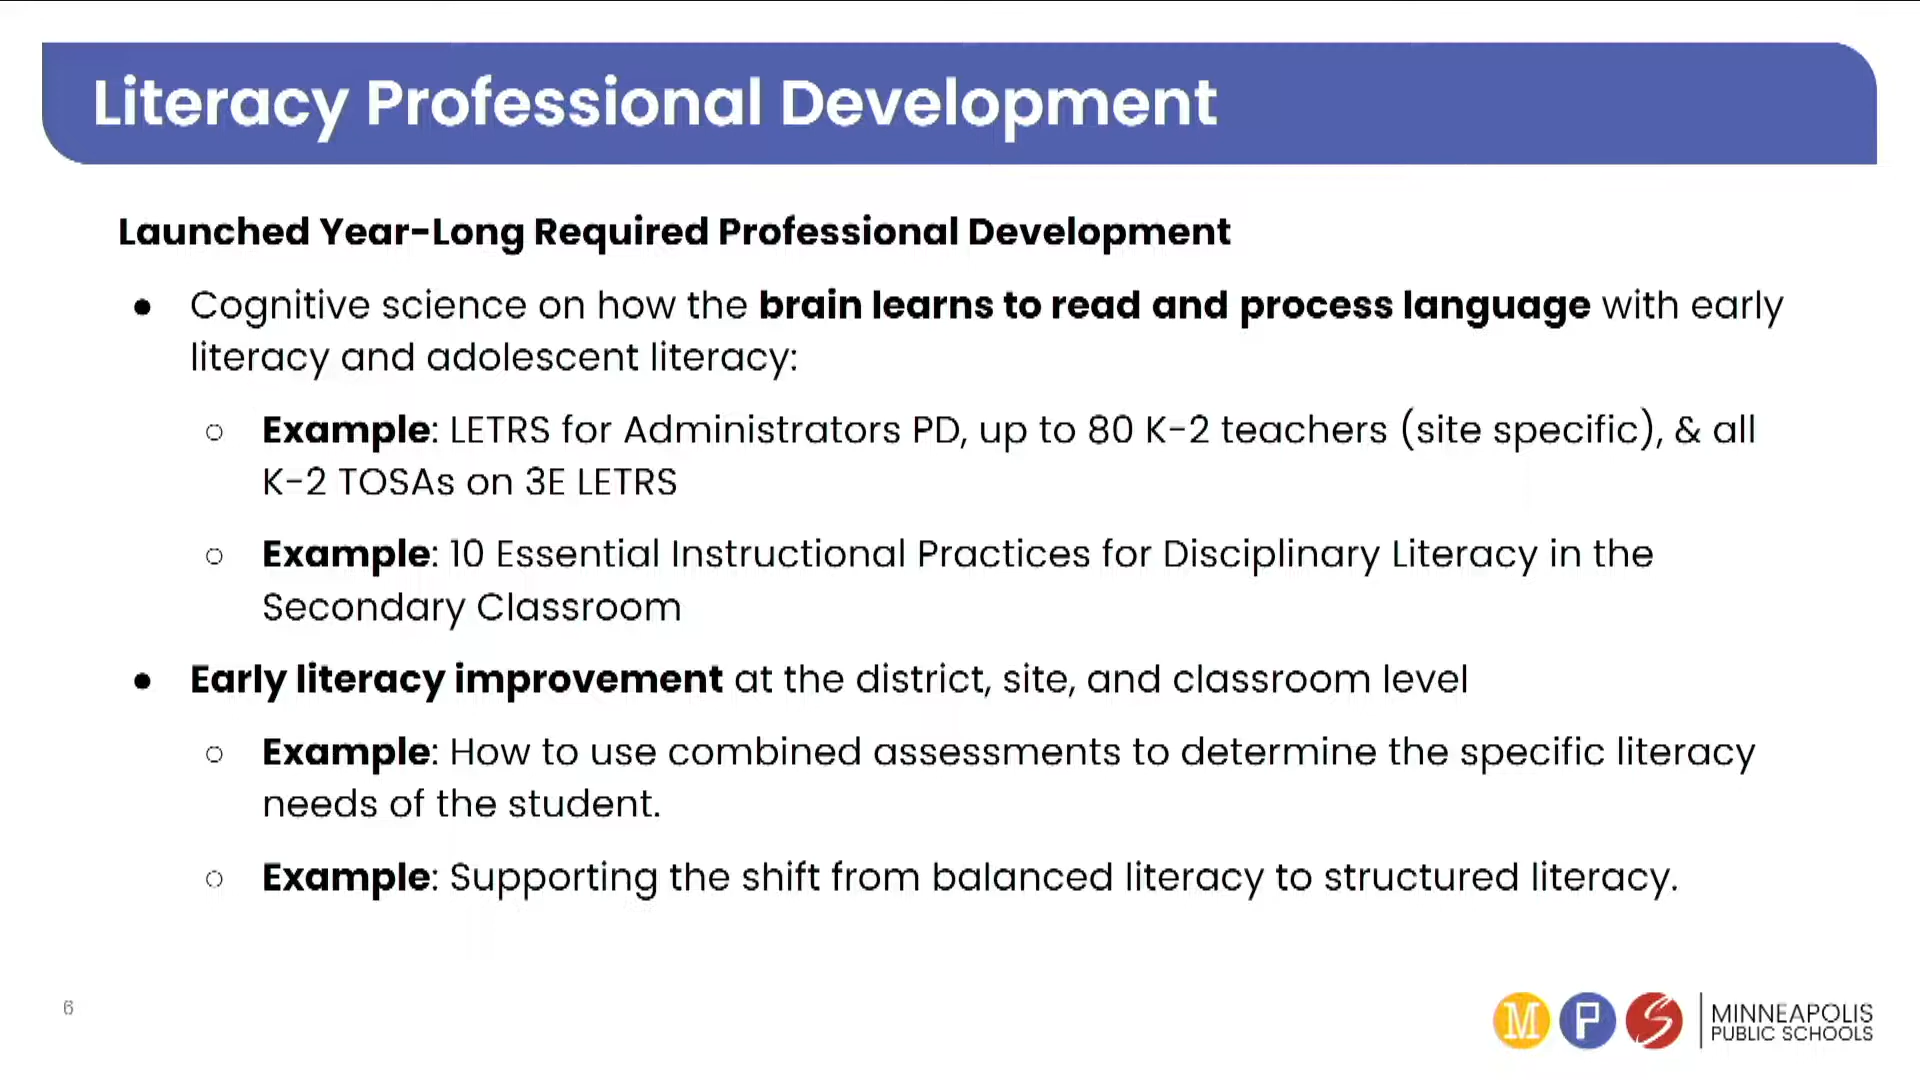 Literacy Professional Development
Launched Year-Long Required Professional Development
● Cognitive science on how the brain learns to read and process language with early
literacy and adolescent literacy:
○ Example: LETRS for Administrators PD, up to 80 K-2 teachers (site specific), & all
K-2 TOSAs on 3E LETRS
○ Example: 10 Essential Instructional Practices for Disciplinary Literacy in the
Secondary Classroom
● Early literacy improvement at the district, site, and classroom level
○ Example: How to use combined assessments to determine the specific literacy
needs of the student.
○ Example: Supporting the shift from balanced literacy to structured literacy.
6
M P S
MINNEAPOLIS
PUBLIC SCHOOLS